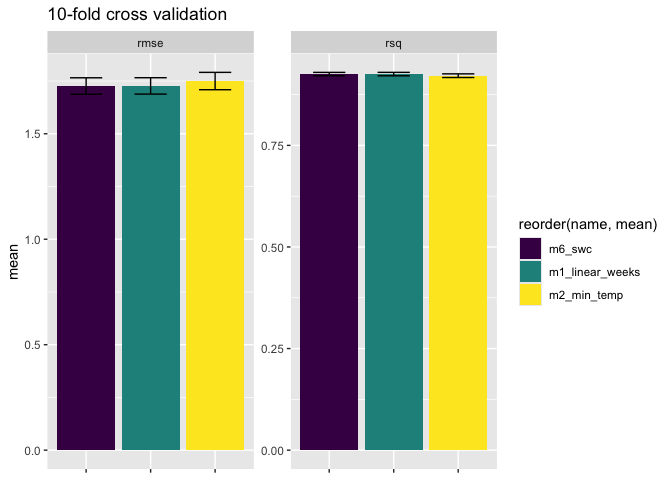 10-fold cross validation
rmse
rsq
mean
1.5
1.0
0.5
0.0
0.75
0.50
0.25
0.00
reorder(name, mean)
m6_swc
m1_linear_weeks
m2_min_temp